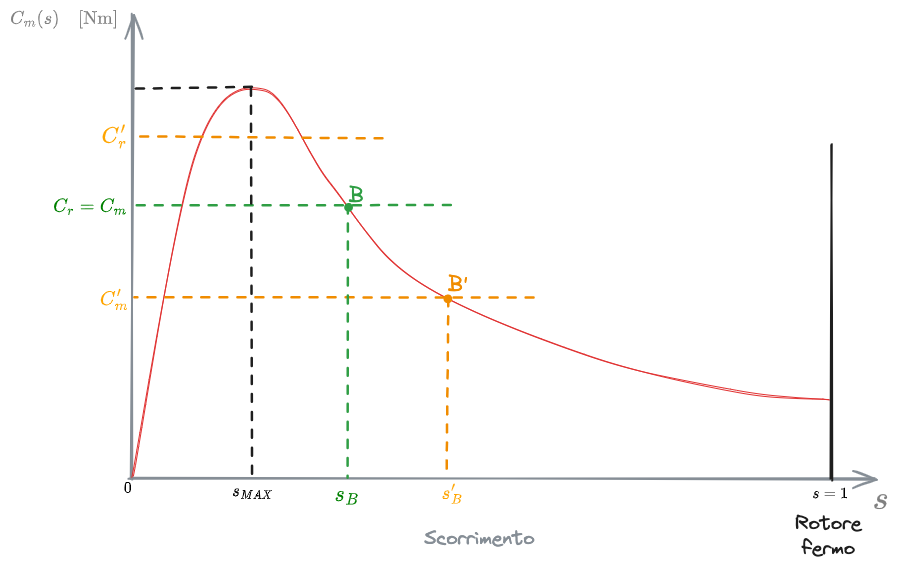 C_m(s) [Nm]
C'_r
C_r = C_m
B
C'_m
B'
0
s_MAX
s_B
s'_B
s = 1
s
Scorrimento
Rotore
fermo